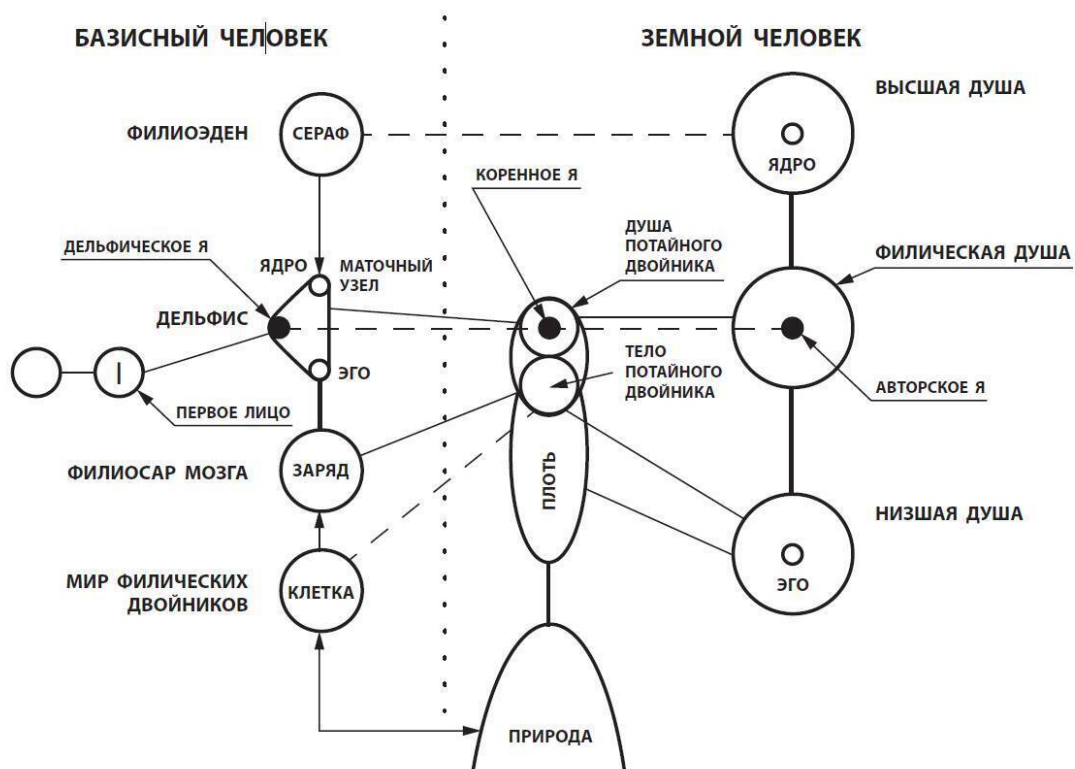 БАЗИСНЫЙ ЧЕЛОВЕК
ЗЕМНОЙ ЧЕЛОВЕК
ВЫСШАЯ ДУША
ФИЛИОЭДЕН
СЕРАФ
ЯДРО
КОРЕННОЕ Я
ДУША
ПОТАЙНОГО
ДВОЙНИКА
ДЕЛЬФИЧЕСКОЕ Я
ЯДРО
МАТОЧНЫЙ
УЗЕЛ
ФИЛИЧЕСКАЯ ДУША
ДЕЛЬФИС
ТЕЛО
ПОТАЙНОГО
ДВОЙНИКА
ЭГО
I
ПЕРВОЕ ЛИЦО
АВТОРСКОЕ Я
ФИЛИОСАР МОЗГА
ЗАРЯД
ПЛОТЬ
НИЗШАЯ ДУША
МИР ФИЛИЧЕСКИХ
ДВОЙНИКОВ
КЛЕТКА
ЭГО
ПРИРОДА